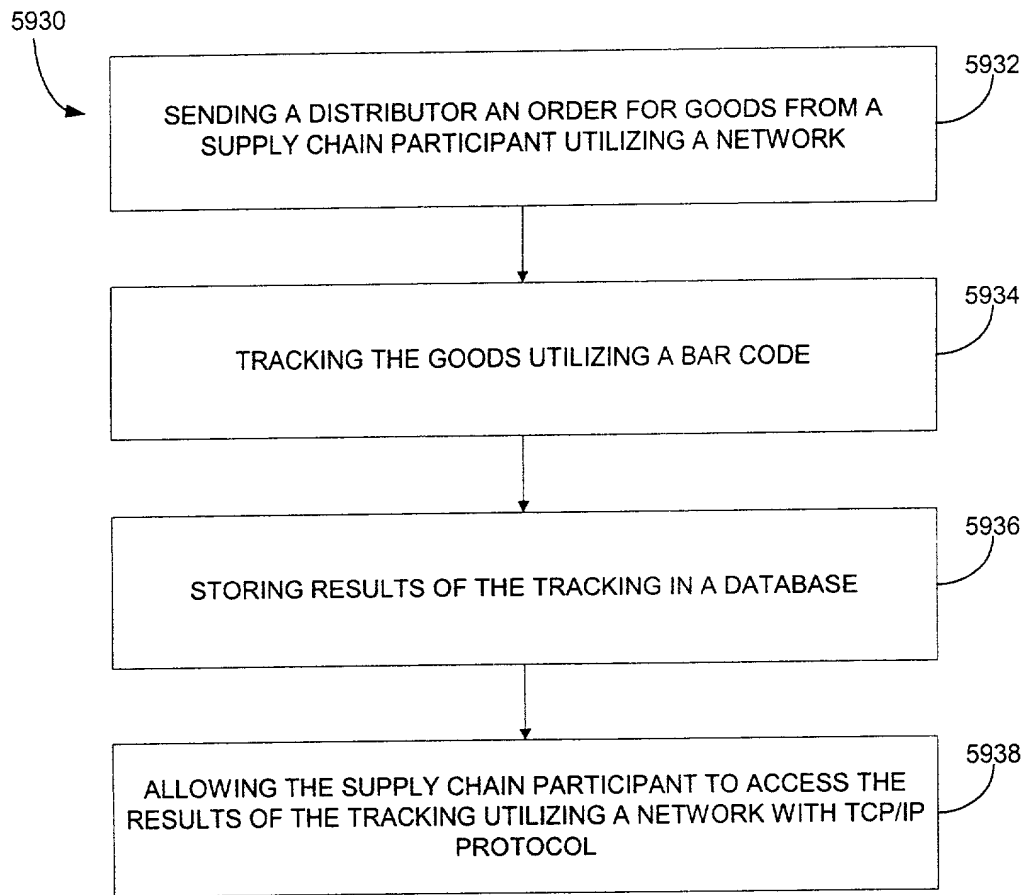 5930
5932
SENDING A DISTRIBUTOR AN ORDER FOR GOODS FROM A
SUPPLY CHAIN PARTICIPANT UTILIZING A NETWORK
5934
TRACKING THE GOODS UTILIZING A BAR CODE
5936
STORING RESULTS OF THE TRACKING IN A DATABASE
5938
ALLOWING THE SUPPLY CHAIN PARTICIPANT TO ACCESS THE
RESULTS OF THE TRACKING UTILIZING A NETWORK WITH TCP/IP
PROTOCOL